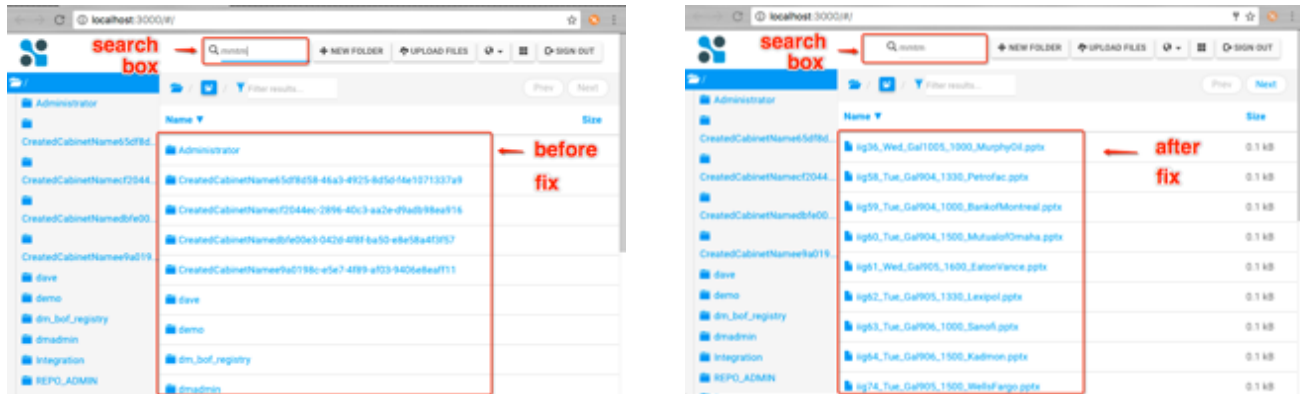 localhost:3000/#/
search box
mmtm
NEW FOLDER
UPLOAD FILES
SIGN OUT
/
/ / Filter results...
Prev Next
Administrator
CreatedCabinetName65df8d...
CreatedCabinetNamecf2044...
CreatedCabinetNamedbfe00...
CreatedCabinetNamee9a019...
dave
demo
dm_bof_registry
dmadmin
Integration
REPO_ADMIN
Name ▼ Size
Administrator
CreatedCabinetName65df8d58-46a3-4925-8d5d-f4e1071337a9
CreatedCabinetNamecf2044ec-2896-40c3-aa2e-d9adb98ea916
CreatedCabinetNamedbfe00e3-042d-4f8f-ba50-e8e58a4f3f57
CreatedCabinetNamee9a0198c-e5e7-4f89-af03-9406e8eaff11
dave
demo
dm_bof_registry
dmadmin
before
fix
localhost:3000/#/
search box
mmtm
NEW FOLDER
UPLOAD FILES
SIGN OUT
/
/ / Filter results...
Prev Next
Administrator
CreatedCabinetName65df8d...
CreatedCabinetNamecf2044...
CreatedCabinetNamedbfe00...
CreatedCabinetNamee9a019...
dave
demo
dm_bof_registry
dmadmin
Integration
REPO_ADMIN
Name ▼ Size
iig36_Wed_Gal1005_1000_MurphyOil.pptx 0.1 kB
iig58_Tue_Gal904_1330_Petrofac.pptx 0.1 kB
iig59_Tue_Gal904_1000_BankofMontreal.pptx 0.1 kB
iig60_Tue_Gal904_1500_MutualofOmaha.pptx 0.1 kB
iig61_Wed_Gal905_1600_EatonVance.pptx 0.1 kB
iig62_Tue_Gal905_1330_Lexipol.pptx 0.1 kB
iig63_Tue_Gal906_1000_Sanofi.pptx 0.1 kB
iig64_Tue_Gal906_1500_Kadmon.pptx 0.1 kB
iig74_Tue_Gal905_1500_WellsFargo.pptx 0.1 kB
after
fix